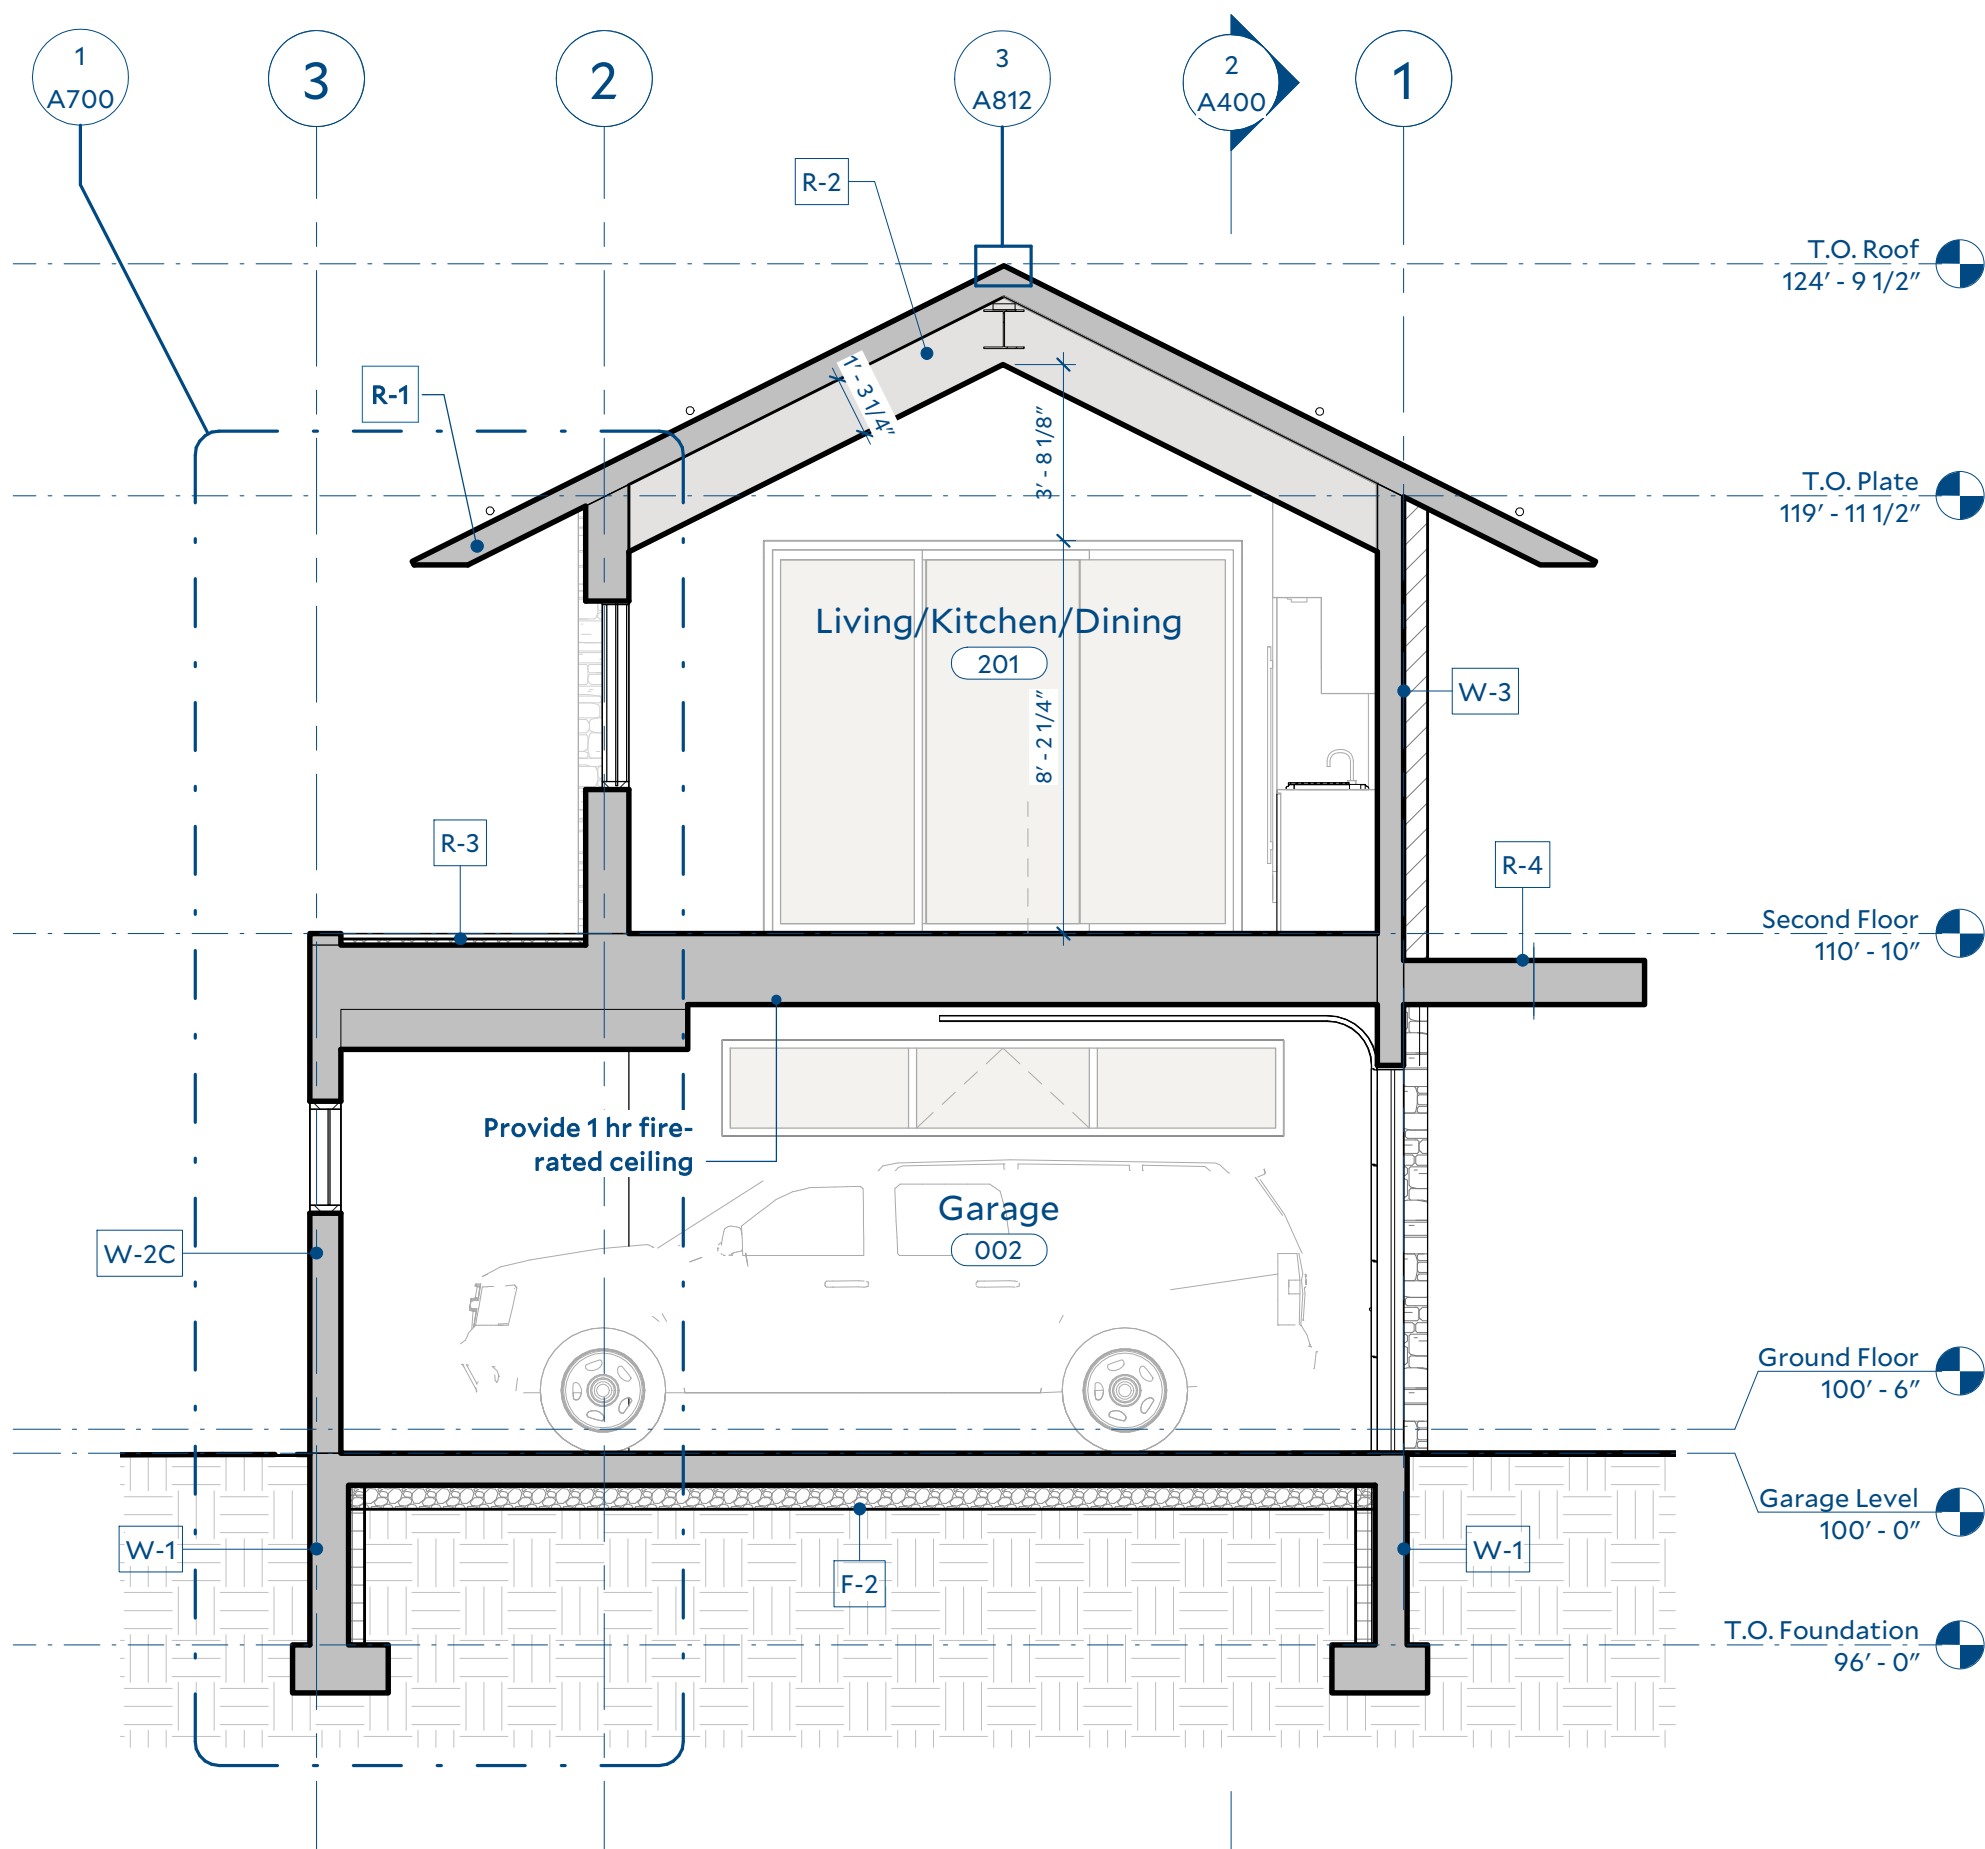 1
A700
3
2
3
A812
2
A400
1
R-2
T.O. Roof
124′ - 9 1/2″
R-1
1′ - 3 1/4″
3′ - 8 1/8″
T.O. Plate
119′ - 11 1/2″
Living/Kitchen/Dining
201
8′ - 2 1/4″
W-3
R-3
R-4
Second Floor
110′ - 10″
Provide 1 hr fire-
rated ceiling
Garage
002
W-2C
Ground Floor
100′ - 6″
Garage Level
100′ - 0″
W-1
F-2
W-1
T.O. Foundation
96′ - 0″